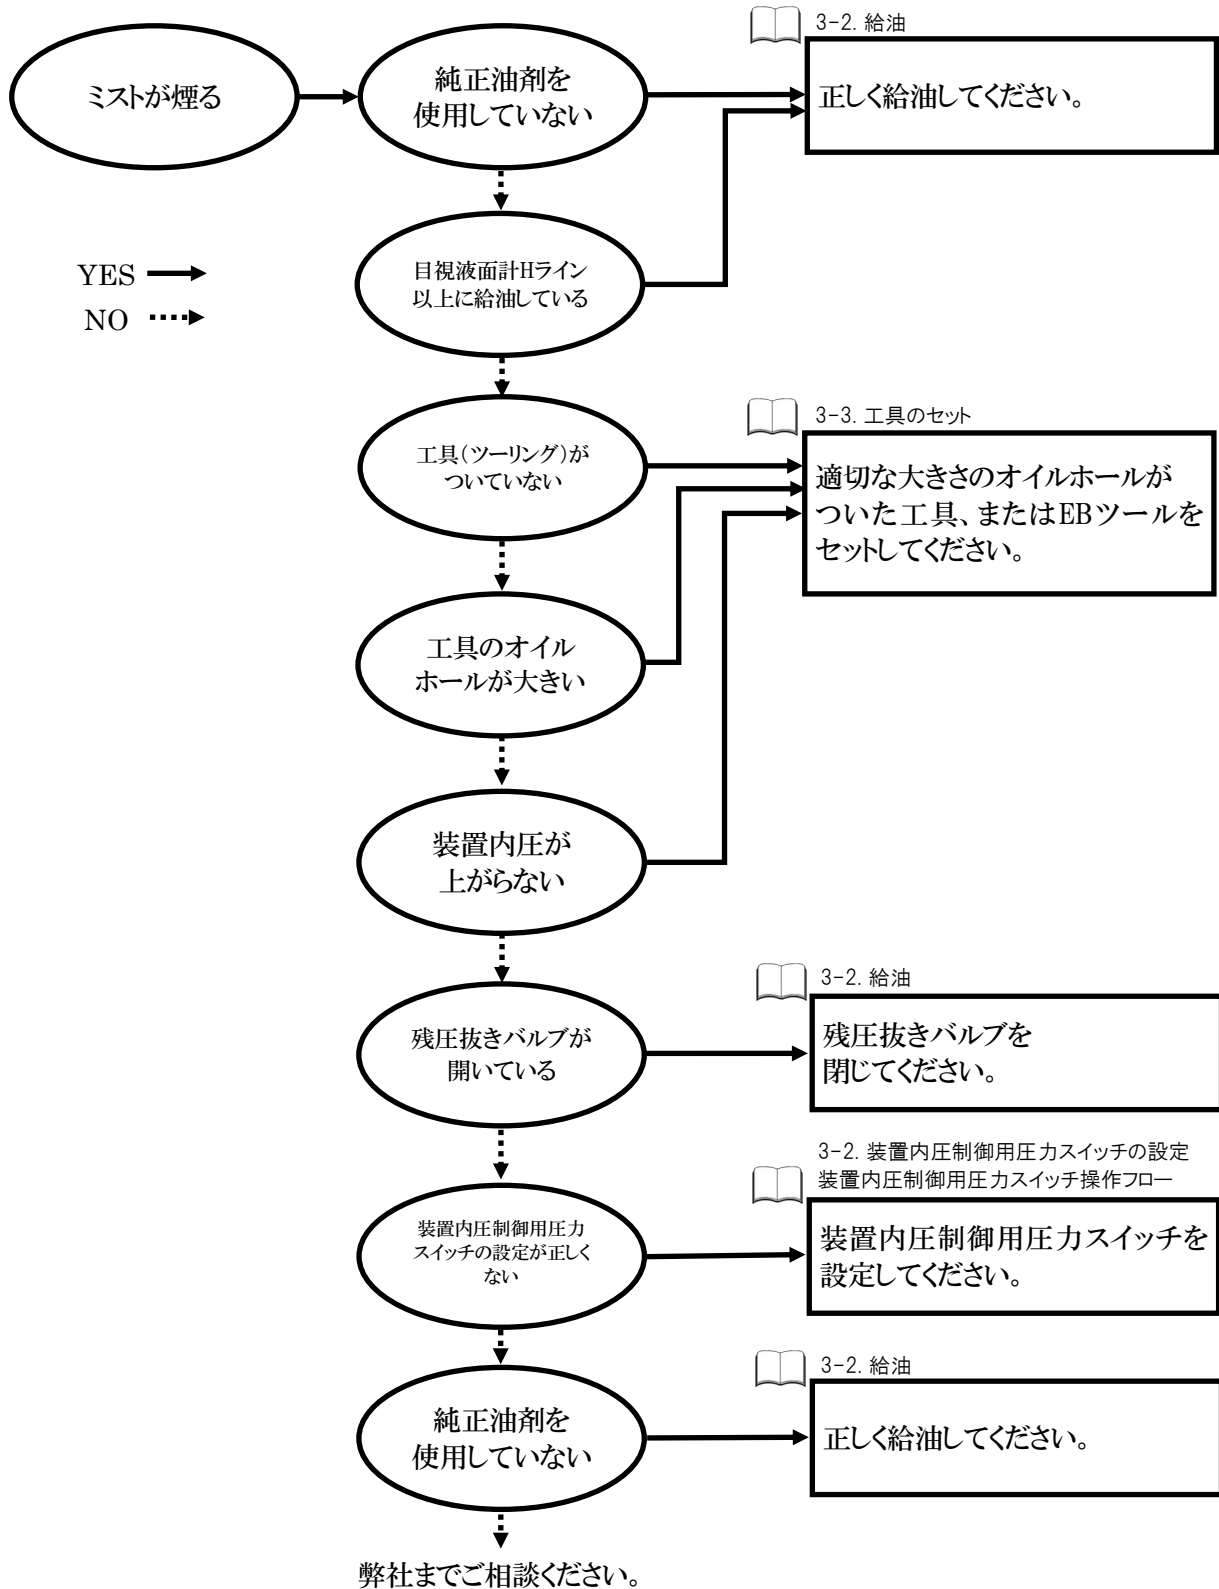 3-2. 給油
ミストが煙る
純正油剤を
使用していない
正しく給油してください。
目視液面計Hライン
以上に給油している
YES
NO
工具(ツーリング)が
ついていない
3-3. 工具のセット
適切な大きさのオイルホールが
ついた工具、またはEBツールを
セットしてください。
工具のオイル
ホールが大きい
装置内圧が
上がらない
残圧抜きバルブが
開いている
3-2. 給油
残圧抜きバルブを
閉じてください。
装置内圧制御用圧力
スイッチの設定が正しく
ない
3-2. 装置内圧制御用圧力スイッチの設定
装置内圧制御用圧力スイッチ操作フロー
装置内圧制御用圧力スイッチを
設定してください。
純正油剤を
使用していない
3-2. 給油
正しく給油してください。
弊社までご相談ください。